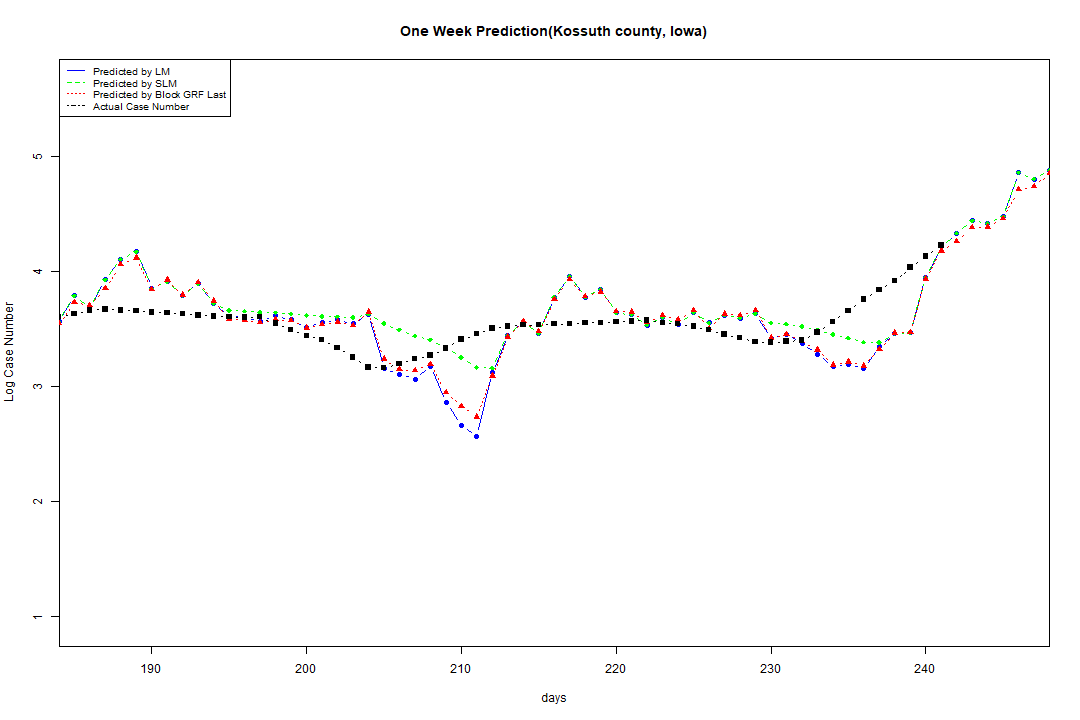 One Week Prediction(Kossuth county, Iowa)
Predicted by LM
Predicted by SLM
Predicted by Block GRF Last
Actual Case Number
5
4
3
2
1
Log Case Number
190 200 210 220 230 240
days